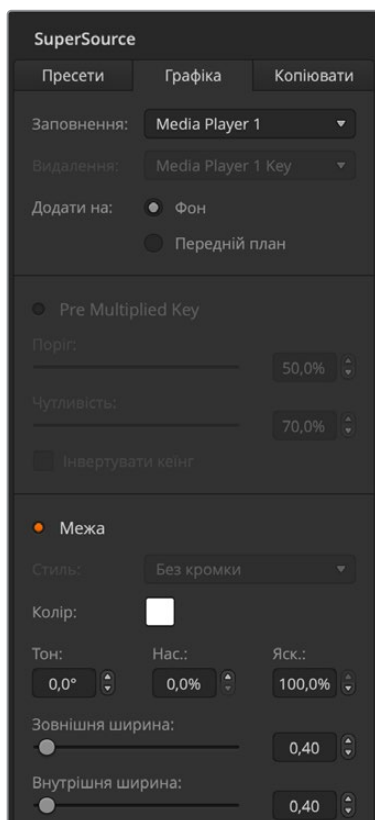 SuperSource
Пресети Графіка Копіювати
Заповнення: Media Player 1
Видалення: Media Player 1 Key
Додати на: Фон
Передній план
Pre Multiplied Key
Поріг:
50,0%
Чутливість:
70,0%
Інвертувати кеїнг
Межа
Стиль: Без кромки
Колір:
Тон: Нас.: Яск.:
0,0° 0,0% 100,0%
Зовнішня ширина:
0,40
Внутрішня ширина:
0,40